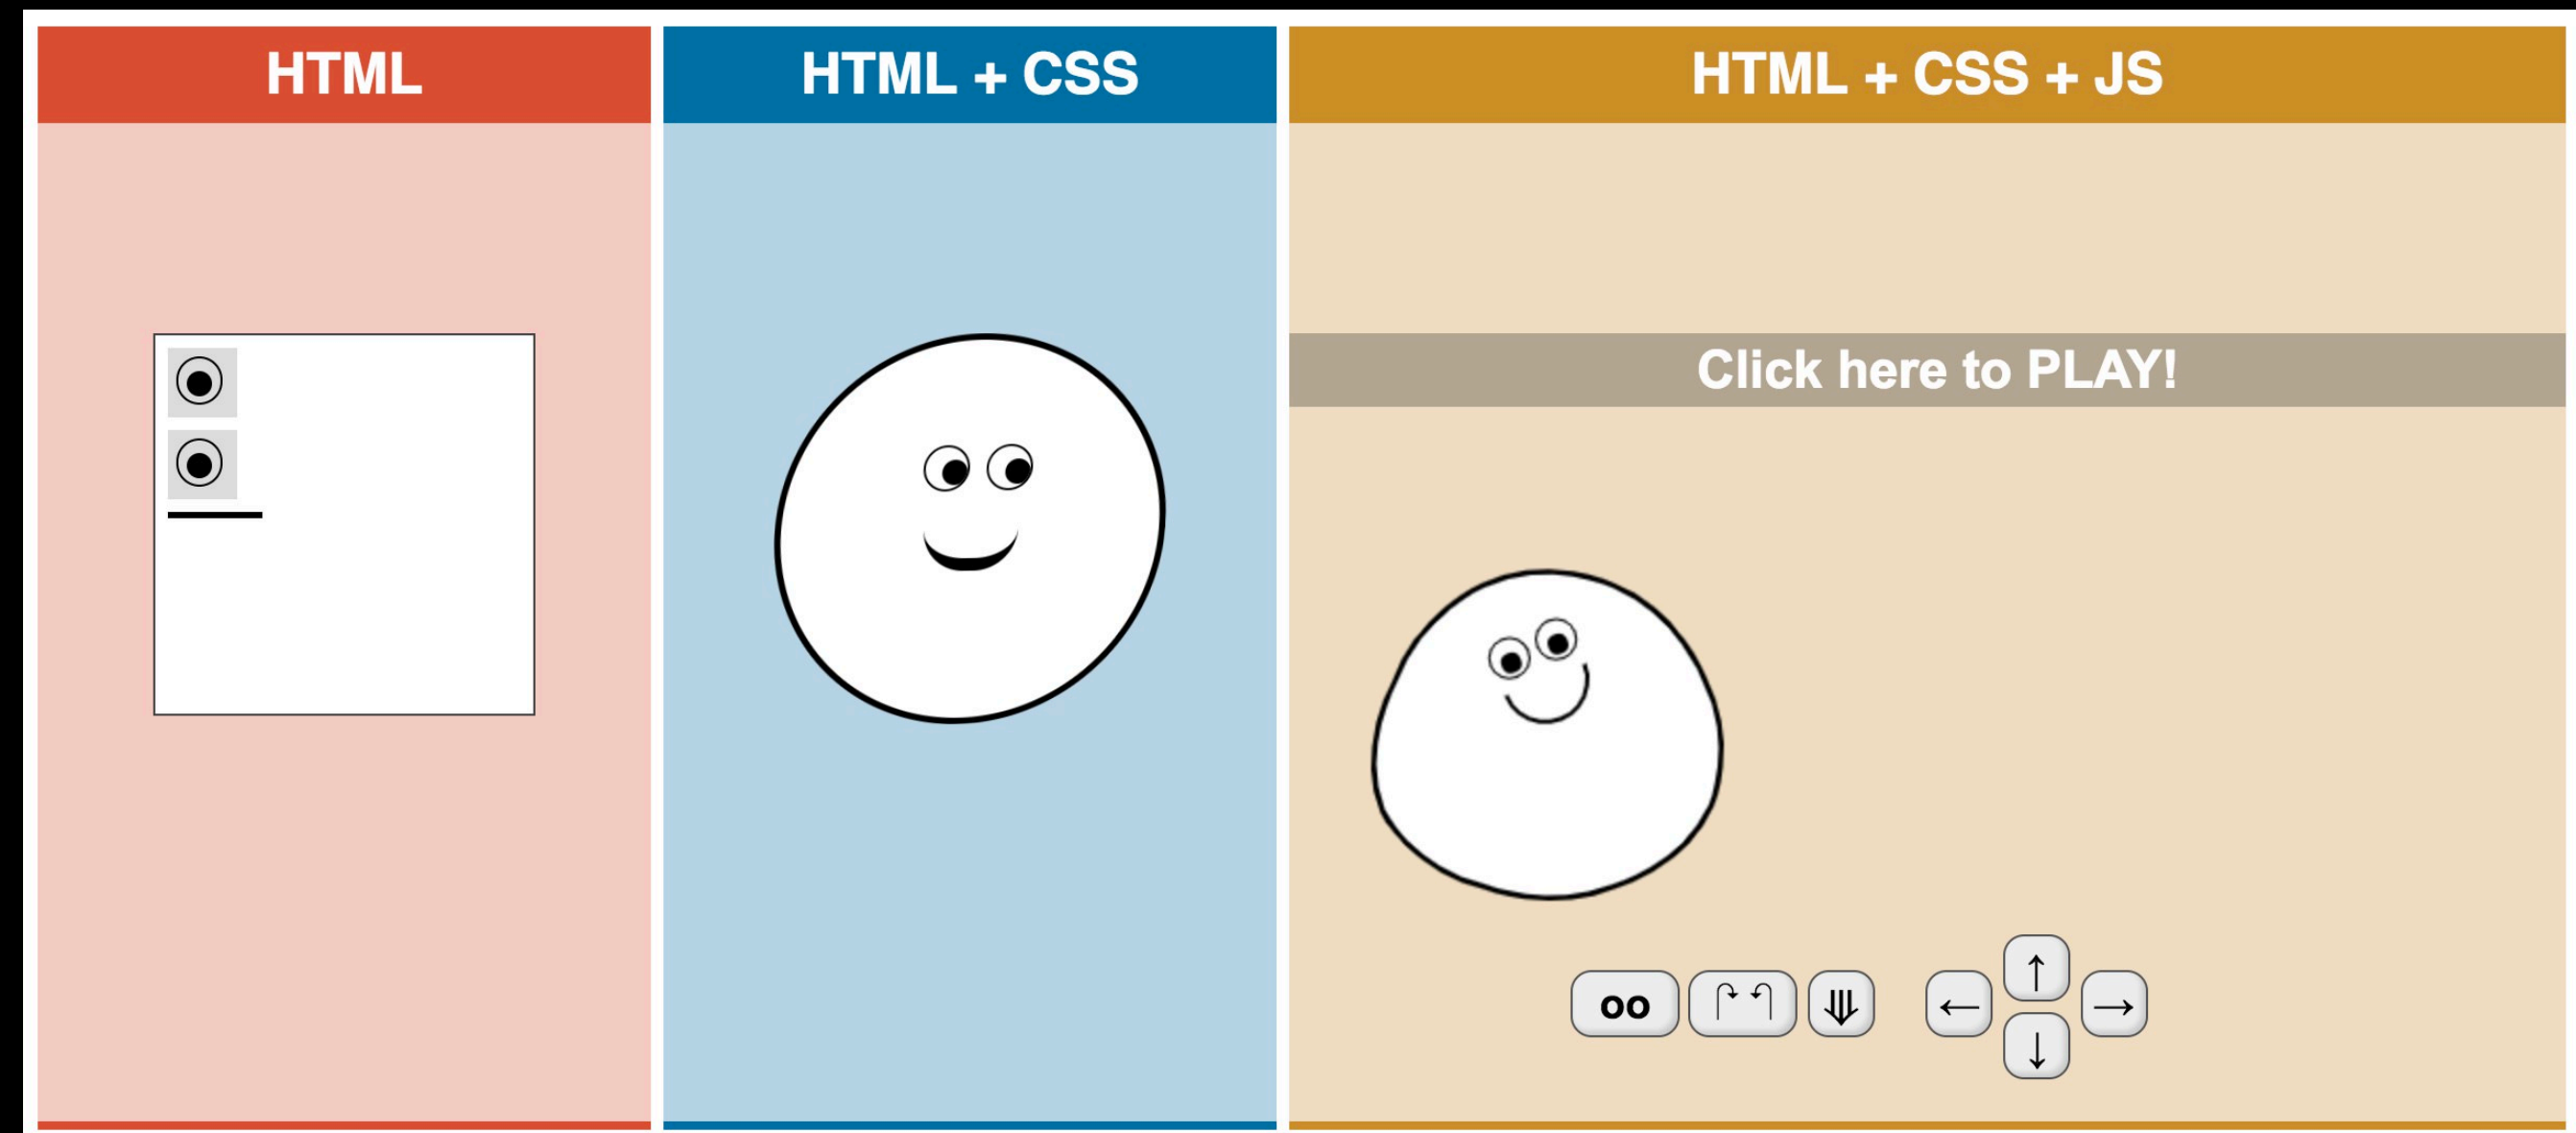 HTML
HTML + CSS
HTML + CSS + JS
Click here to PLAY!
oo
⤓ ← ↑ ↓ →